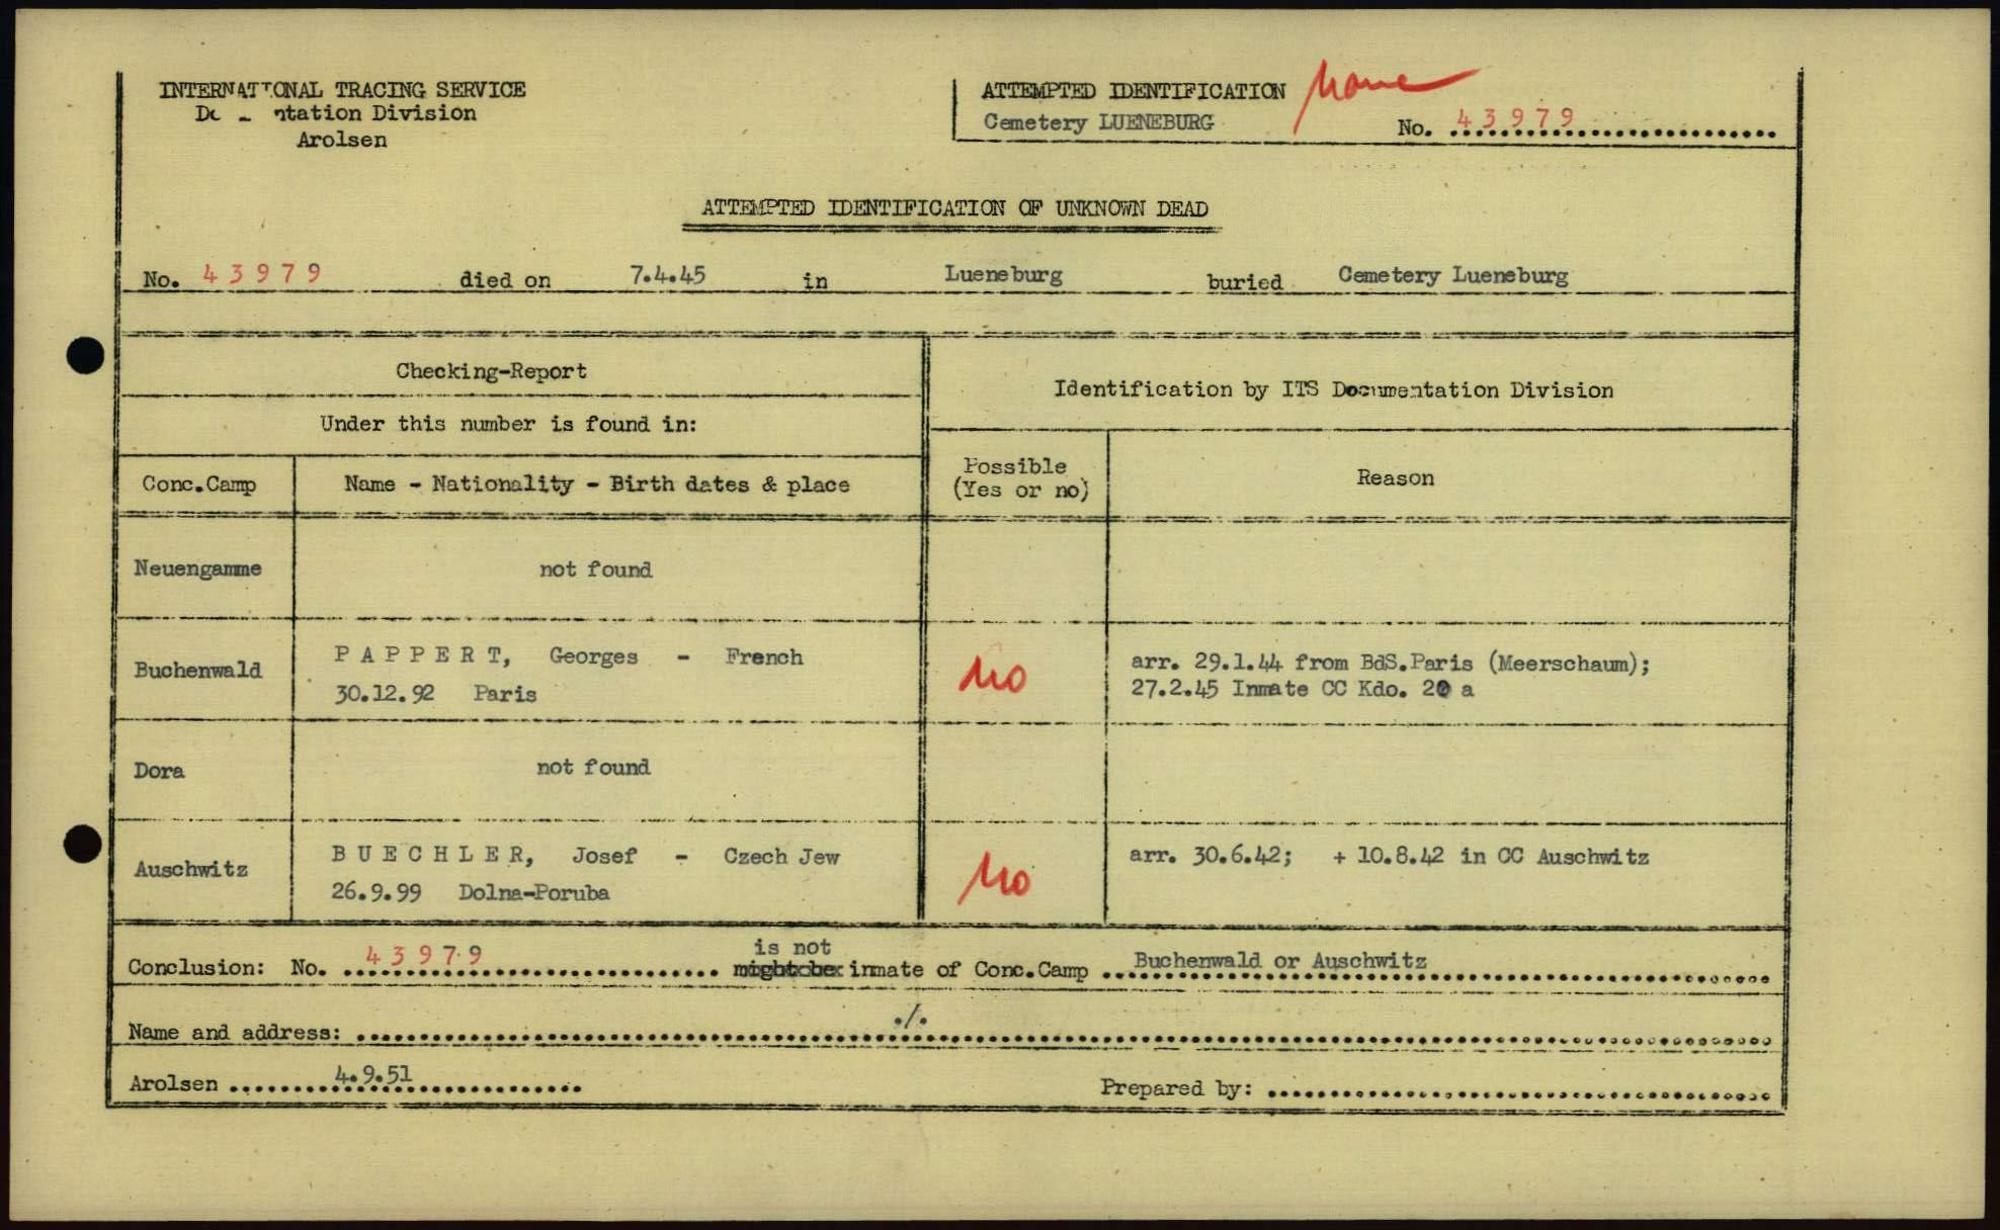 INTERNATIONAL TRACING SERVICE
Documentation Division
Arolsen
ATTEMPTED IDENTIFICATION None
Cemetery LUENEBURG
No. 43979
ATTEMPTED IDENTIFICATION OF UNKNOWN DEAD
No. 43979 died on 7.4.45 in Lueneburg buried Cemetery Lueneburg
Checking-Report
Under this number is found in:
Identification by ITS Documentation Division
Conc.Camp Name - Nationality - Birth dates & place
Possible
(Yes or no)
Reason
Neuengamme not found
Buchenwald
P A P P E R T, Georges - French
30.12.92 Paris
no
arr. 29.1.44 from BdS.Paris (Meerschaum);
27.2.45 Inmate CC Kdo. 20 a
Dora not found
Auschwitz
B U E C H L E R, Josef - Czech Jew
26.9.99 Dolna-Poruba
no
arr. 30.6.42; + 10.8.42 in CC Auschwitz
is not
Conclusion: No. 43979 might be inmate of Conc.Camp Buchenwald or Auschwitz
Name and address: ./.
Arolsen 4.9.51 Prepared by: